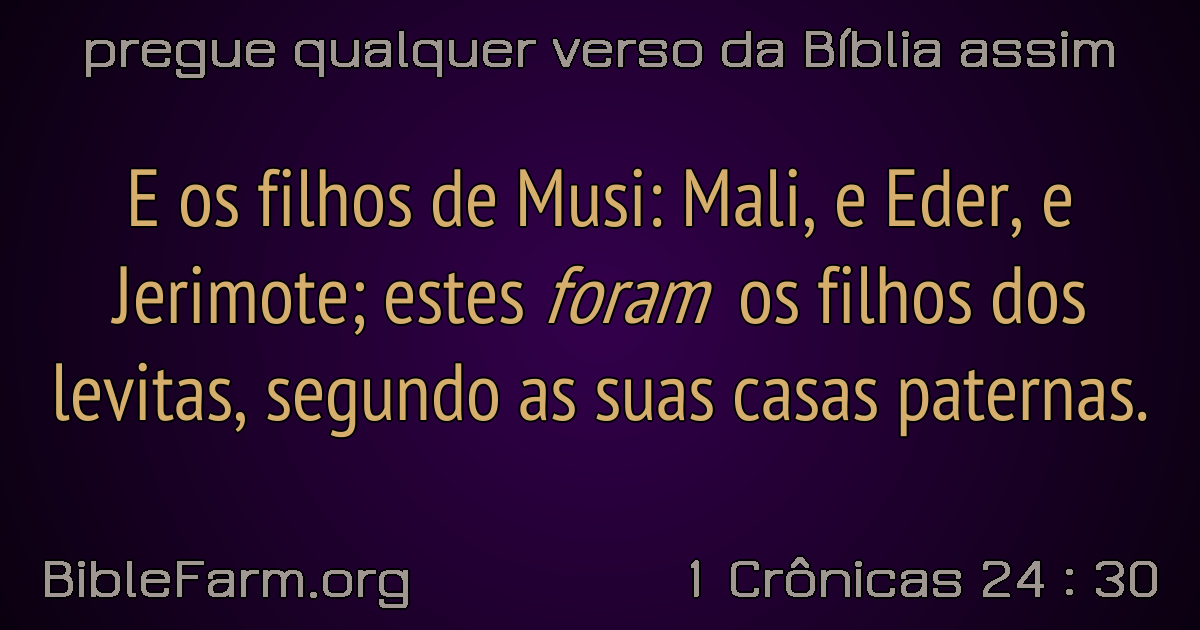 pregue qualquer verso da Bíblia assim
E os filhos de Musi: Mali, e Eder, e
Jerimote; estes foram os filhos dos
levitas, segundo as suas casas paternas.
BibleFarm.org
1 Crônicas 24 : 30